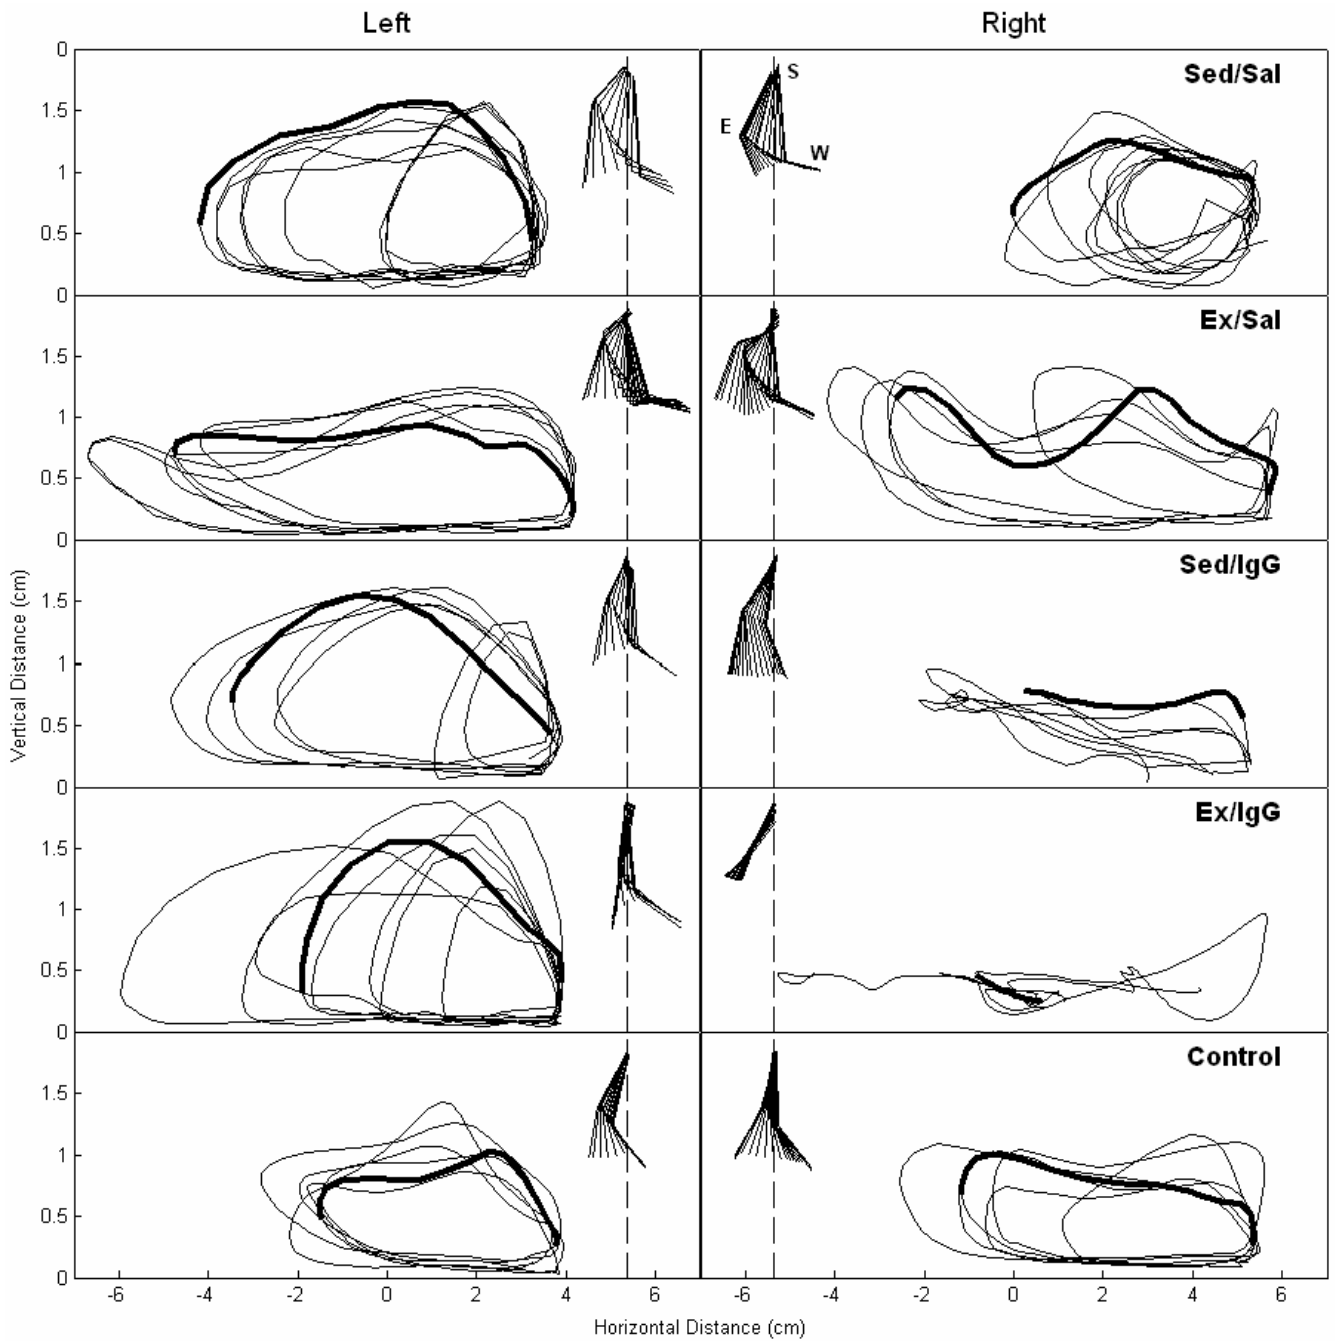 Left Right
0 Sed/Sal
S
1.5
E W
1
0.5
0
Ex/Sal
1.5
1
0.5
0
Sed/IgG
1.5
1
0.5
0
Ex/IgG
1.5
1
0.5
0
Control
1.5
1
0.5
0
-6 -4 -2 0 2 4 6 -6 -4 -2 0 2 4 6
Vertical Distance (cm)
Horizontal Distance (cm)